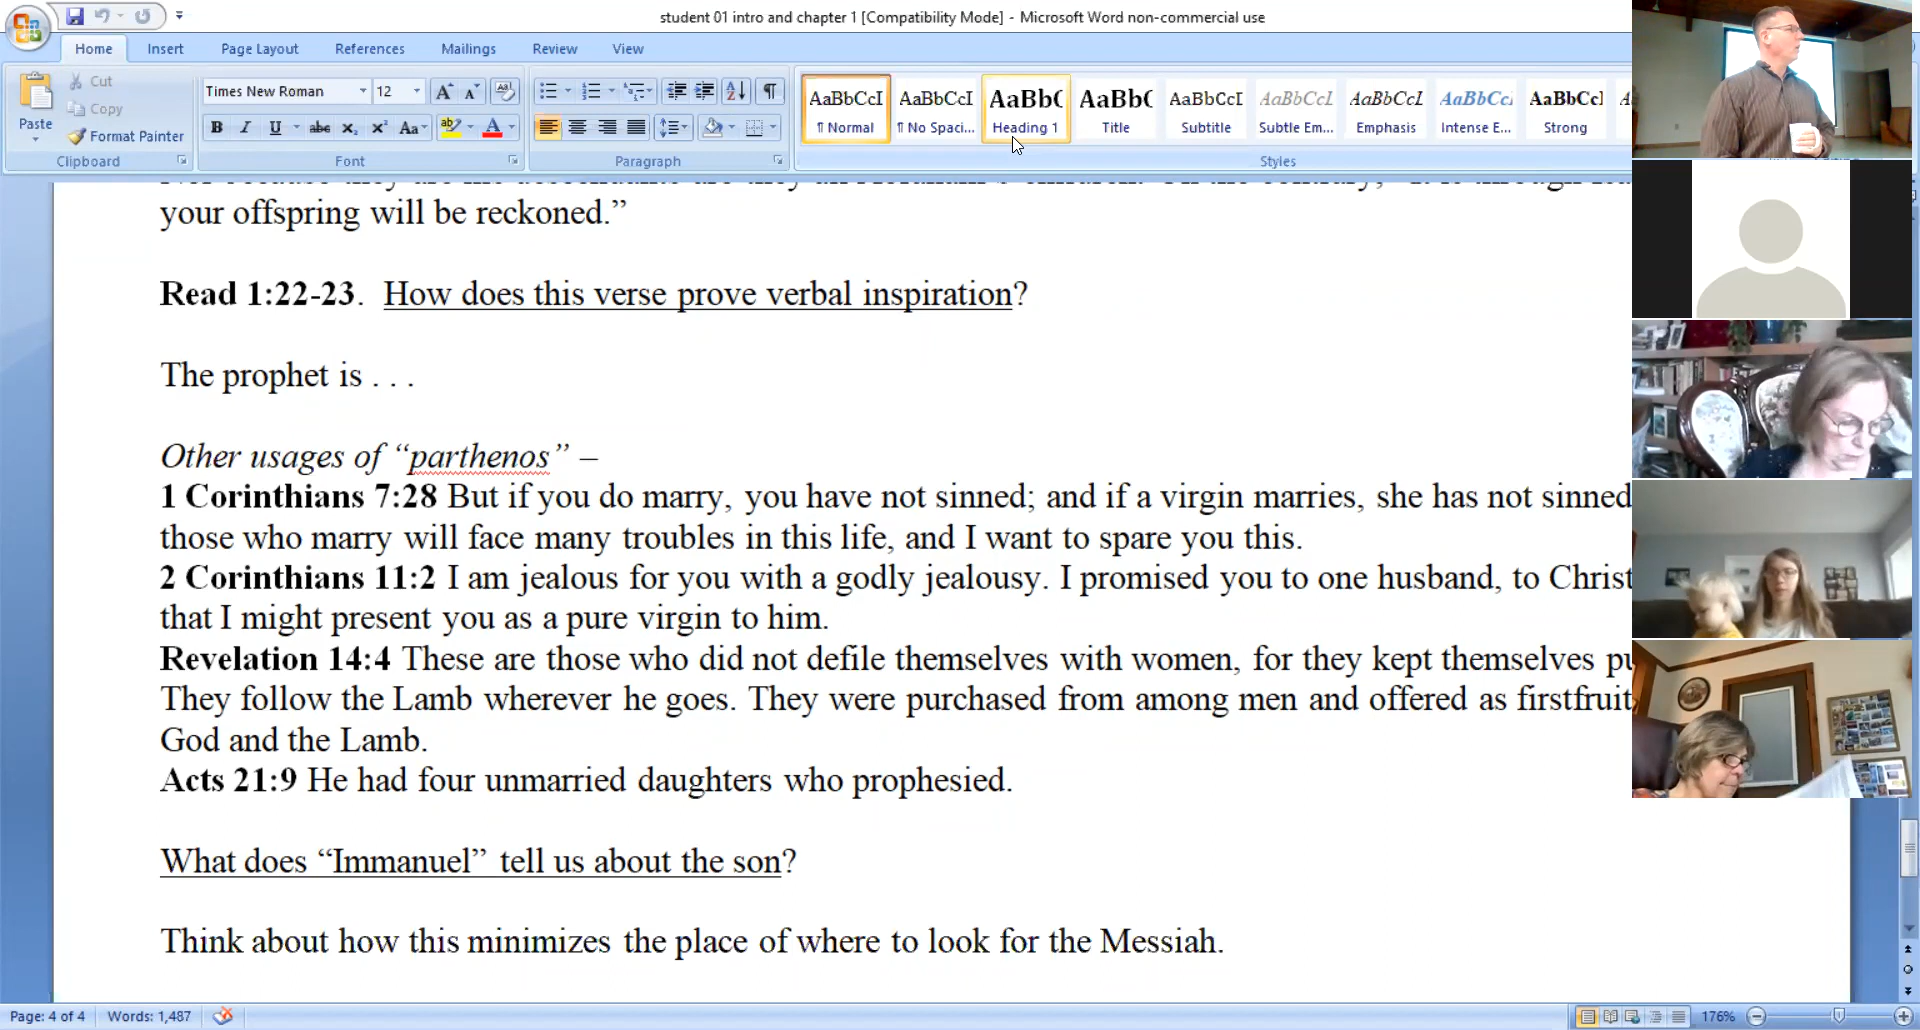 student 01 intro and chapter 1 [Compatibility Mode] - Microsoft Word non-commercial use
Home Insert Page Layout References Mailings Review View
Paste
Cut
Copy
Format Painter
Clipboard
Times New Roman 12
Font
Paragraph
AaBbCcI AaBbCcI AaBbC AaBbC AaBbCcI AaBbCcL AaBbCcL AaBbCc. AaBbCc
¶ Normal ¶ No Spaci... Heading 1 Title Subtitle Subtle Em... Emphasis Intense E... Strong
Styles
your offspring will be reckoned.”
Read 1:22-23. How does this verse prove verbal inspiration?
The prophet is . . .
Other usages of “parthenos” –
1 Corinthians 7:28 But if you do marry, you have not sinned; and if a virgin marries, she has not sinned
those who marry will face many troubles in this life, and I want to spare you this.
2 Corinthians 11:2 I am jealous for you with a godly jealousy. I promised you to one husband, to Christ
that I might present you as a pure virgin to him.
Revelation 14:4 These are those who did not defile themselves with women, for they kept themselves
They follow the Lamb wherever he goes. They were purchased from among men and offered as firstfruit
God and the Lamb.
Acts 21:9 He had four unmarried daughters who prophesied.
What does “Immanuel” tell us about the son?
Think about how this minimizes the place of where to look for the Messiah.
Page: 4 of 4 Words: 1,487 176%